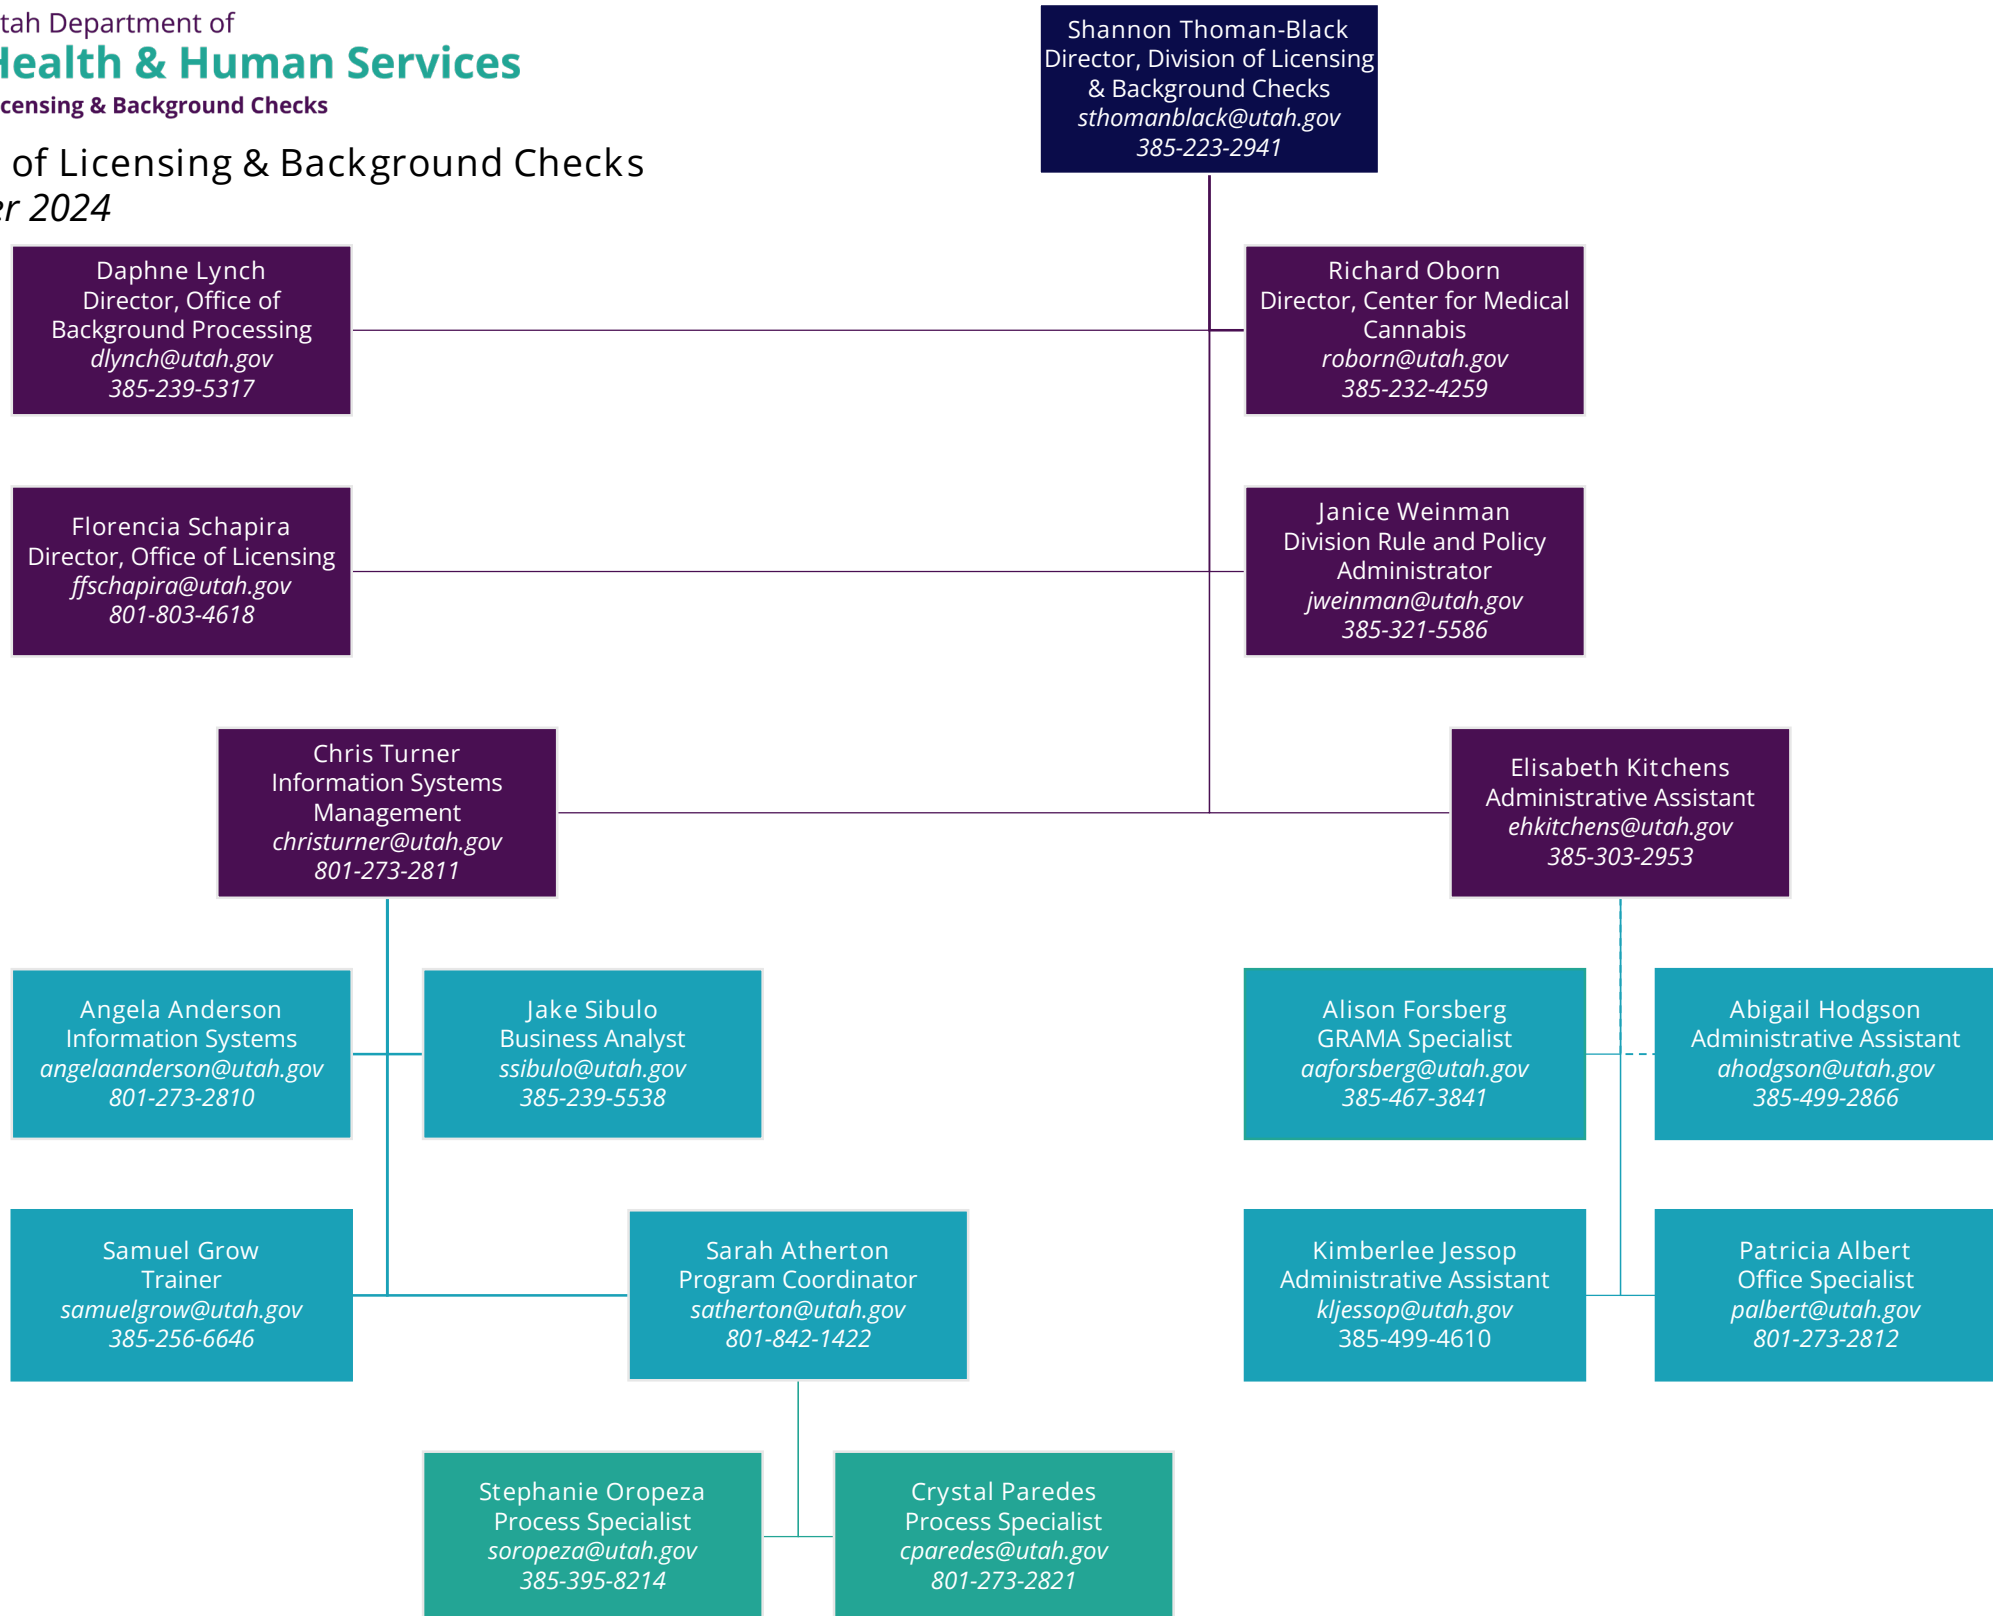 tah Department of
Health & Human Services
censing & Background Checks
of Licensing & Background Checks
er 2024
Shannon Thoman-Black
Director, Division of Licensing
& Background Checks
sthomanblack@utah.gov
385-223-2941
Daphne Lynch
Director, Office of
Background Processing
dlynch@utah.gov
385-239-5317
Richard Oborn
Director, Center for Medical
Cannabis
roborn@utah.gov
385-232-4259
Florencia Schapira
Director, Office of Licensing
ffschapira@utah.gov
801-803-4618
Janice Weinman
Division Rule and Policy
Administrator
jweinman@utah.gov
385-321-5586
Chris Turner
Information Systems
Management
christurner@utah.gov
801-273-2811
Elisabeth Kitchens
Administrative Assistant
ehkitchens@utah.gov
385-303-2953
Angela Anderson
Information Systems
angelaanderson@utah.gov
801-273-2810
Jake Sibulo
Business Analyst
ssibulo@utah.gov
385-239-5538
Alison Forsberg
GRAMA Specialist
aaforsberg@utah.gov
385-467-3841
Abigail Hodgson
Administrative Assistant
ahodgson@utah.gov
385-499-2866
Samuel Grow
Trainer
samuelgrow@utah.gov
385-256-6646
Sarah Atherton
Program Coordinator
satherton@utah.gov
801-842-1422
Kimberlee Jessop
Administrative Assistant
kljessop@utah.gov
385-499-4610
Patricia Albert
Office Specialist
palbert@utah.gov
801-273-2812
Stephanie Oropeza
Process Specialist
soropeza@utah.gov
385-395-8214
Crystal Paredes
Process Specialist
cparedes@utah.gov
801-273-2821